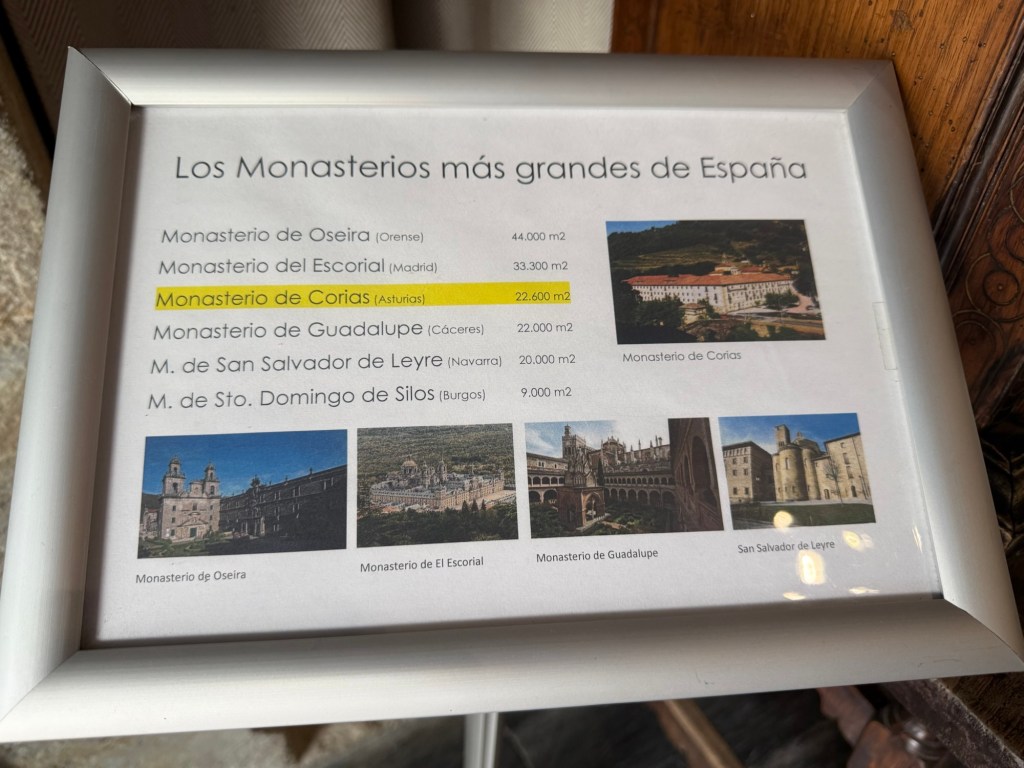 Los Monasterios más grandes de España
Monasterio de Oseira (Orense) 44.000 m2
Monasterio del Escorial (Madrid) 33.300 m2
Monasterio de Corias (Asturias) 22.600 m2
Monasterio de Guadalupe (Cáceres) 22.000 m2
M. de San Salvador de Leyre (Navarra) 20.000 m2
M. de Sto. Domingo de Silos (Burgos) 9.000 m2
Monasterio de Corias
Monasterio de Oseira
Monasterio de El Escorial
Monasterio de Guadalupe
San Salvador de Leyre